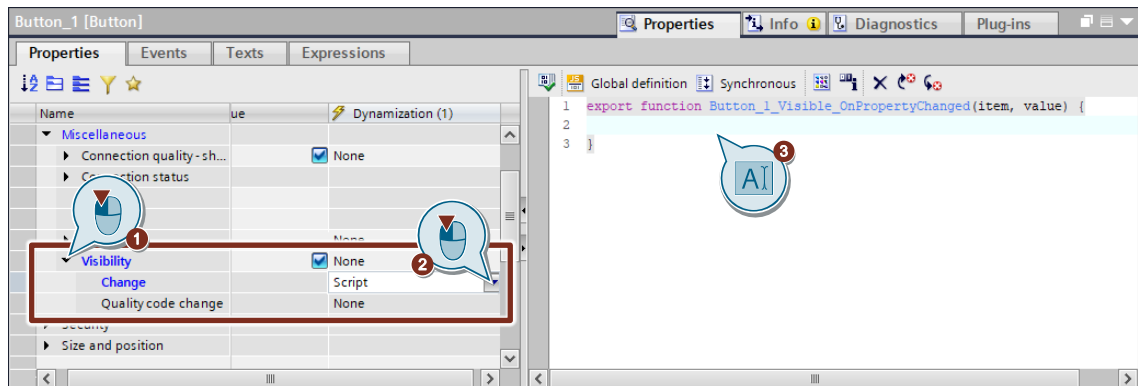 Button_1 [Button]
Properties Info Diagnostics Plug-ins
Properties Events Texts Expressions
Global definition Synchronous
Name ue Dynamization (1)
1 export function Button_1_Visible_OnPropertyChanged(item, value) {
2
3 }
Miscellaneous
Connection quality - sh... None
Connection status
3
AI
1
None
2
Visibility None
Change Script
Quality code change None
Security
Size and position